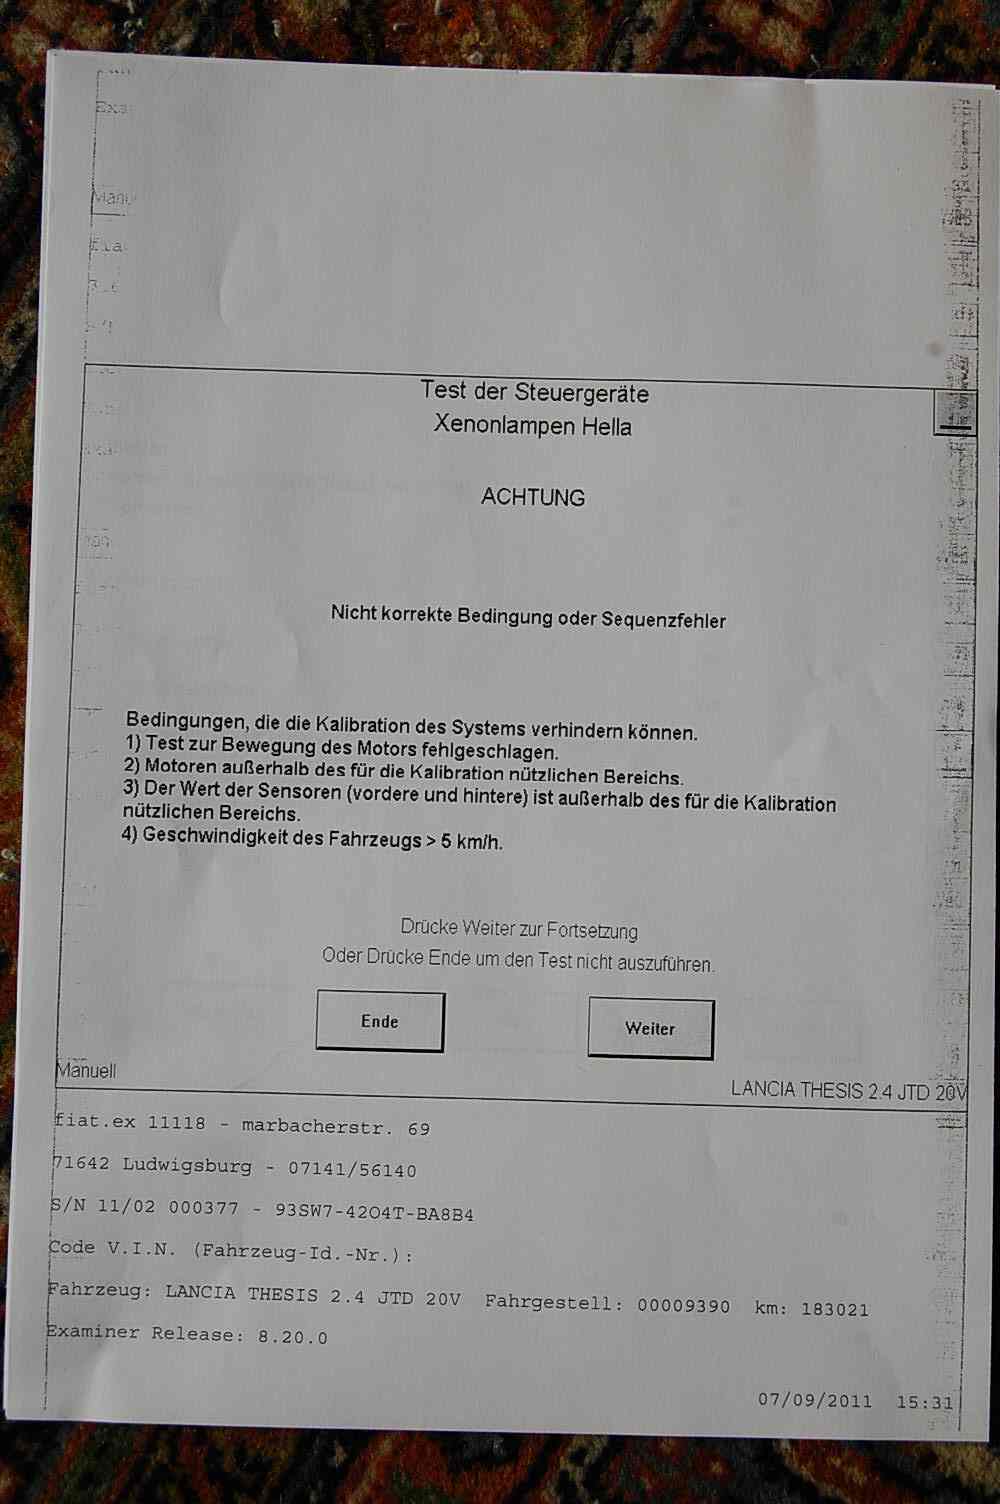 Exa
Manu
fia
Test der Steuergeräte
Xenonlampen Hella
ACHTUNG
Nicht korrekte Bedingung oder Sequenzfehler
Bedingungen, die die Kalibration des Systems verhindern können.
1) Test zur Bewegung des Motors fehlgeschlagen.
2) Motoren außerhalb des für die Kalibration nützlichen Bereichs.
3) Der Wert der Sensoren (vordere und hintere) ist außerhalb des für die Kalibration
nützlichen Bereichs.
4) Geschwindigkeit des Fahrzeugs > 5 km/h.
Drücke Weiter zur Fortsetzung
Oder Drücke Ende um den Test nicht auszuführen.
Ende Weiter
Manuell
LANCIA THESIS 2.4 JTD 20V
fiat.ex 11118 - marbacherstr. 69
71642 Ludwigsburg - 07141/56140
S/N 11/02 000377 - 93SW7-42O4T-BA8B4
Code V.I.N. (Fahrzeug-Id.-Nr.):
Fahrzeug: LANCIA THESIS 2.4 JTD 20V Fahrgestell: 00009390 km: 183021
Examiner Release: 8.20.0
07/09/2011 15:31